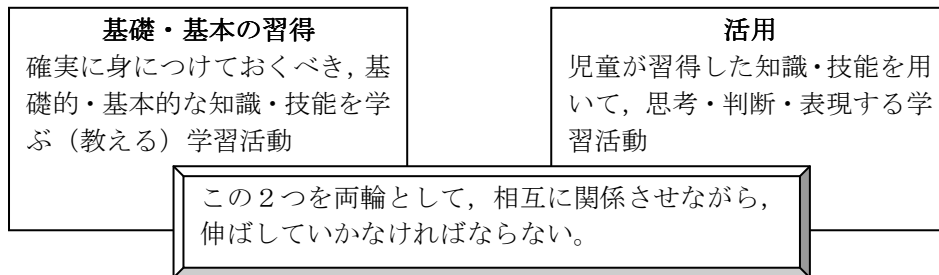 基礎・基本の習得
確実に身につけておくべき，基
礎的・基本的な知識・技能を学
ぶ（教える）学習活動
活用
児童が習得した知識・技能を用
いて，思考・判断・表現する学
習活動
この２つを両輪として，相互に関係させながら，
伸ばしていかなければならない。